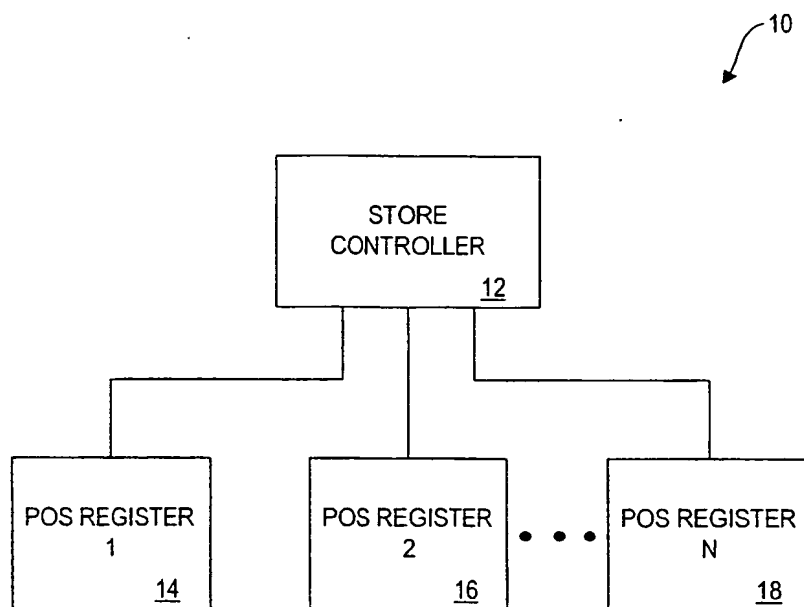 10
STORE
CONTROLLER
12
POS REGISTER
1
14
POS REGISTER
2
16
POS REGISTER
N
18